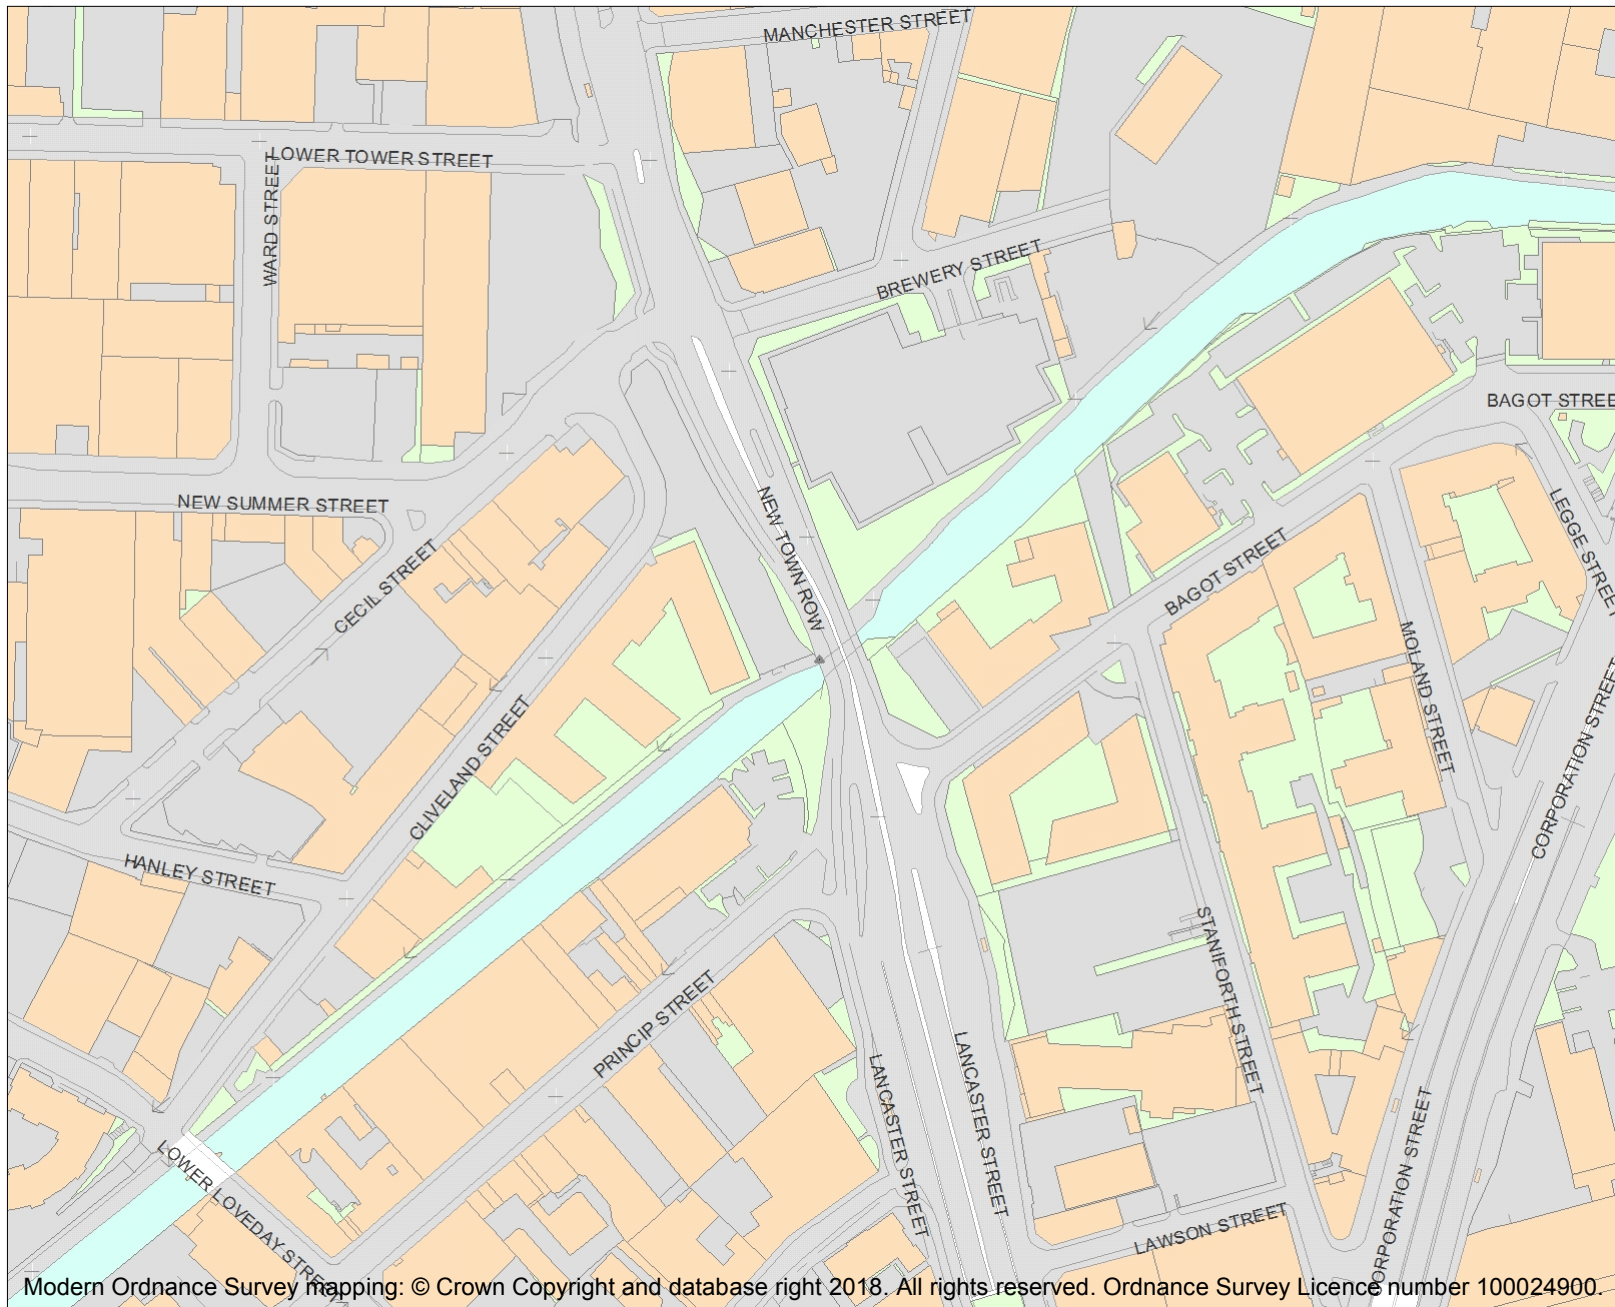 MANCHESTER STREET
LOWER TOWER STREET
WARD STREET
BREWERY STREET
BAGOT STREE
NEW SUMMER STREET
NEW TOWN ROW
LEGGE STREET
CECIL STREET
BAGOT STREET
MOLAND STREET
CORPORATION STREET
CLIVELAND STREET
HANLEY STREET
STANIFORTH STREET
PRINCIP STREET
LANCASTER STREET
LANCASTER STREET
CORPORATION STREET
LOWER LOVEDAY STREET
LAWSON STREET
Modern Ordnance Survey mapping: © Crown Copyright and database right 2018. All rights reserved. Ordnance Survey Licence number 100024900.